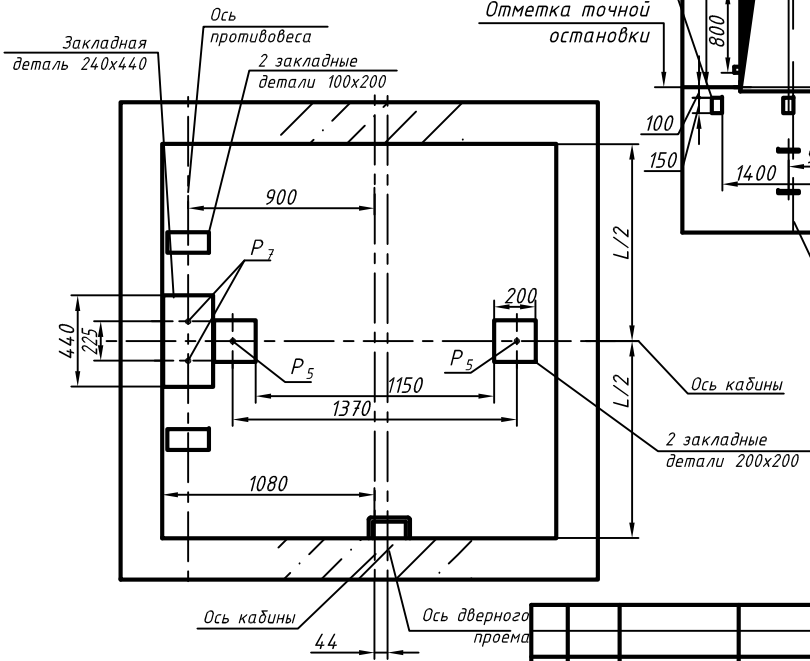 Ось
противовеса
Закладная
деталь 240х440
2 закладные
детали 100х200
Отметка точной
остановки
800
100
150
1400
900
P7
L/2
440
225
200
P5
P5
1150
1370
Ось кабины
L/2
2 закладные
детали 200х200
1080
Ось кабины
Ось дверного
проема
44